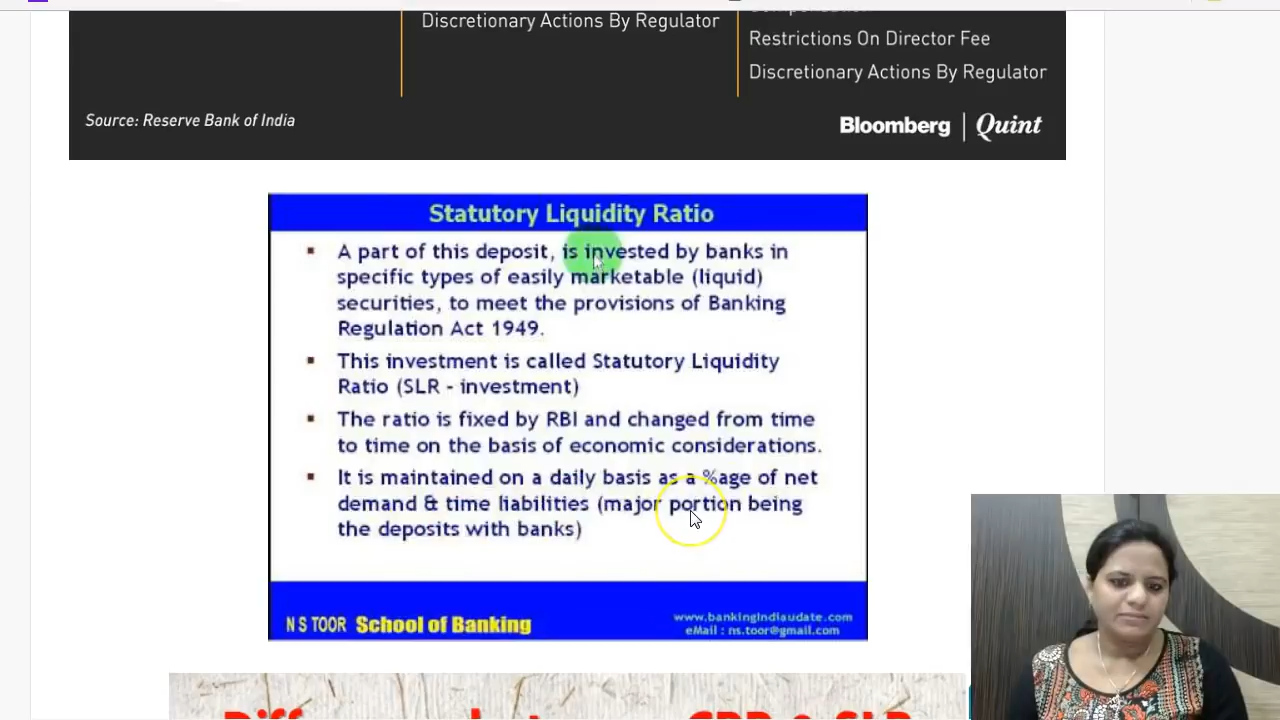 Discretionary Actions By Regulator
Restrictions On Director Fee
Discretionary Actions By Regulator
Source: Reserve Bank of India
Bloomberg | Quint
Statutory Liquidity Ratio
▪ A part of this deposit, is invested by banks in
specific types of easily marketable (liquid)
securities, to meet the provisions of Banking
Regulation Act 1949.
▪ This investment is called Statutory Liquidity
Ratio (SLR - investment)
▪ The ratio is fixed by RBI and changed from time
to time on the basis of economic considerations.
▪ It is maintained on a daily basis as a %age of net
demand & time liabilities (major portion being
the deposits with banks)
N S TOOR School of Banking
www.bankingindiaudate.com
eMail : ns.toor@gmail.com